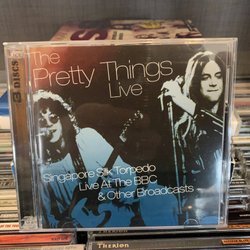 The
Pretty Things
Live
2 DISCS
Singapore Silk Torpedo
Live At The BBC
& Other Broadcasts
Therion